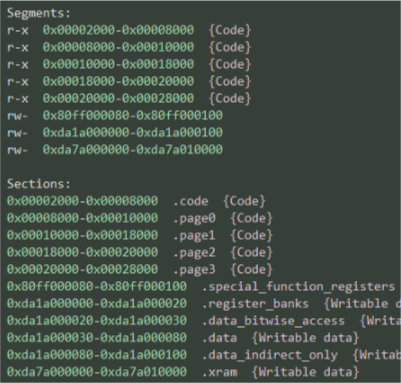 Segments:
r-x 0x00002000-0x00008000 {Code}
r-x 0x00008000-0x00010000 {Code}
r-x 0x00010000-0x00018000 {Code}
r-x 0x00018000-0x00020000 {Code}
r-x 0x00020000-0x00028000 {Code}
rw- 0x80ff000080-0x80ff000100
rw- 0xda1a000000-0xda1a000100
rw- 0xda7a000000-0xda7a010000
Sections:
0x00002000-0x00008000 .code {Code}
0x00008000-0x00010000 .page0 {Code}
0x00010000-0x00018000 .page1 {Code}
0x00018000-0x00020000 .page2 {Code}
0x00020000-0x00028000 .page3 {Code}
0x80ff000080-0x80ff000100 .special_function_registers
0xda1a000000-0xda1a000020 .register_banks {Writable d
0xda1a000020-0xda1a000030 .data_bitwise_access {Writa
0xda1a000030-0xda1a000080 .data {Writable data}
0xda1a000080-0xda1a000100 .data_indirect_only {Writab
0xda7a000000-0xda7a010000 .xram {Writable data}